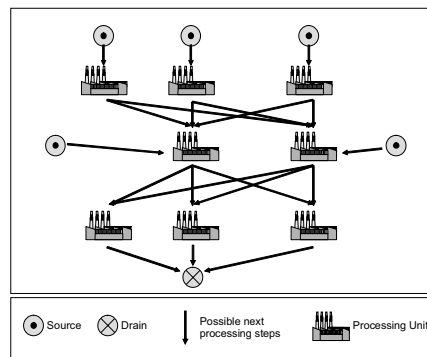 Source
Drain
Possible next
processing steps
Processing Unit